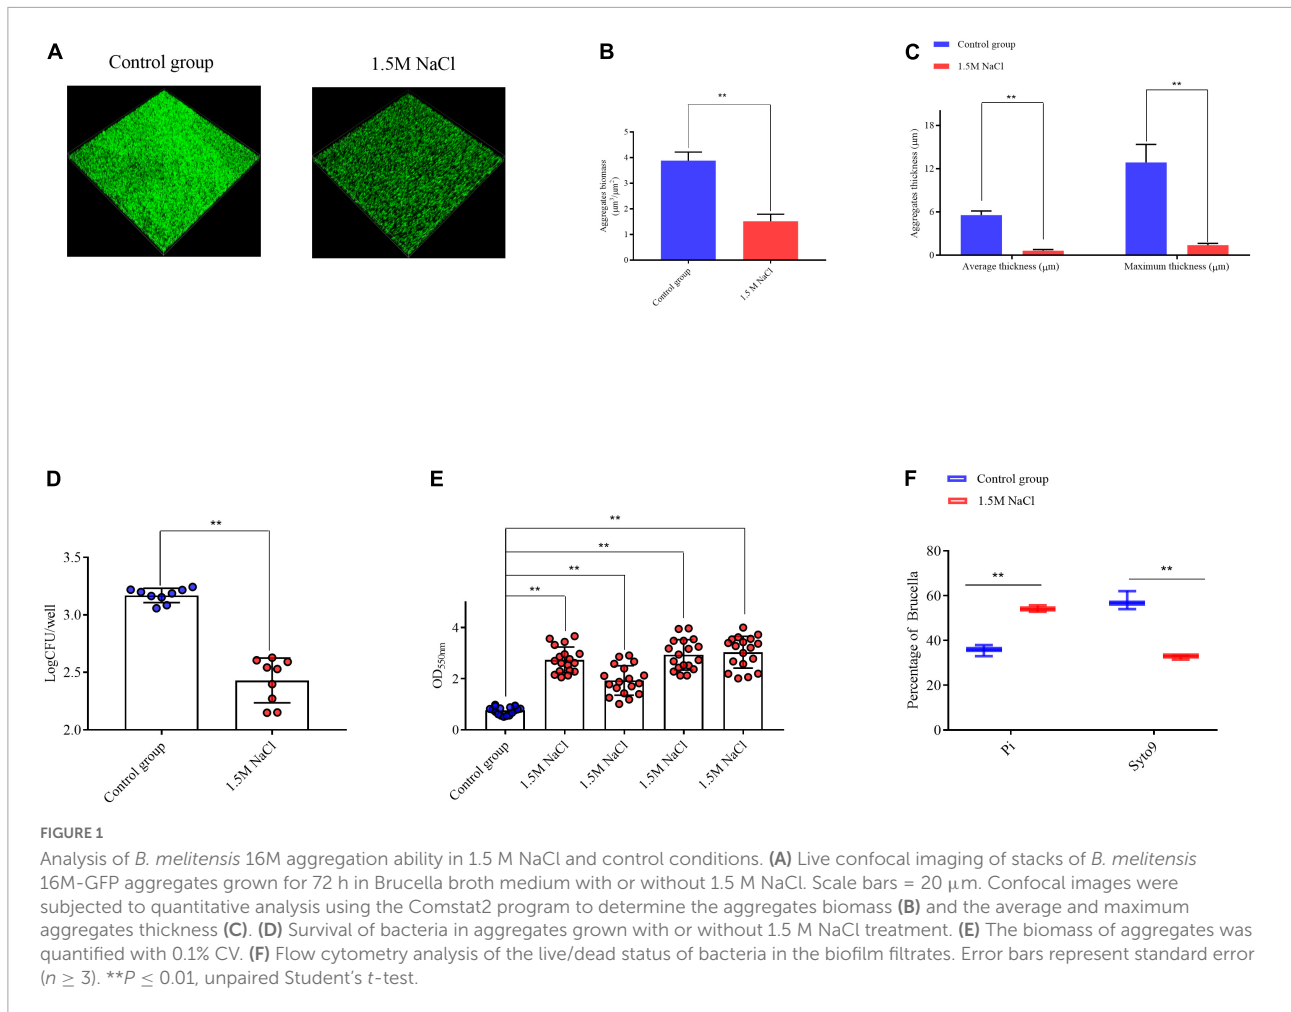 A
Control group
1.5M NaCl
B
**
Aggregates biomass
(μm³/μm²)
5
4
3
2
1
0
Control group
1.5 M NaCl
C
Control group
1.5M NaCl
**
**
Aggregates thickness (μm)
18
12
6
0
Average thickness (μm)
Maximum thickness (μm)
D
**
LogCFU/well
3.5
3.0
2.5
2.0
Control group
1.5M NaCl
E
**
**
**
**
OD550nm
4
2
0
Control group
1.5M NaCl
1.5M NaCl
1.5M NaCl
1.5M NaCl
F
Control group
1.5M NaCl
**
**
Percentage of Brucella
80
60
40
20
0
Pi
Syto9
FIGURE 1
Analysis of B. melitensis 16M aggregation ability in 1.5 M NaCl and control conditions. (A) Live confocal imaging of stacks of B. melitensis
16M-GFP aggregates grown for 72 h in Brucella broth medium with or without 1.5 M NaCl. Scale bars = 20 μm. Confocal images were
subjected to quantitative analysis using the Comstat2 program to determine the aggregates biomass (B) and the average and maximum
aggregates thickness (C). (D) Survival of bacteria in aggregates grown with or without 1.5 M NaCl treatment. (E) The biomass of aggregates was
quantified with 0.1% CV. (F) Flow cytometry analysis of the live/dead status of bacteria in the biofilm filtrates. Error bars represent standard error
(n ≥ 3). **P ≤ 0.01, unpaired Student's t-test.